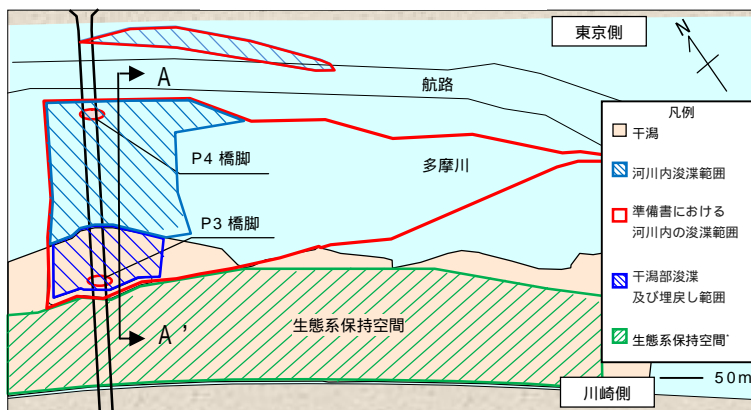 東京側
N
A
航路
P4 橋脚
多摩川
P3 橋脚
A'
生態系保持空間
川崎側
50m
凡例
干潟
河川内浚渫範囲
準備書における
河川内の浚渫範囲
干潟部浚渫
及び埋戻し範囲
生態系保持空間*